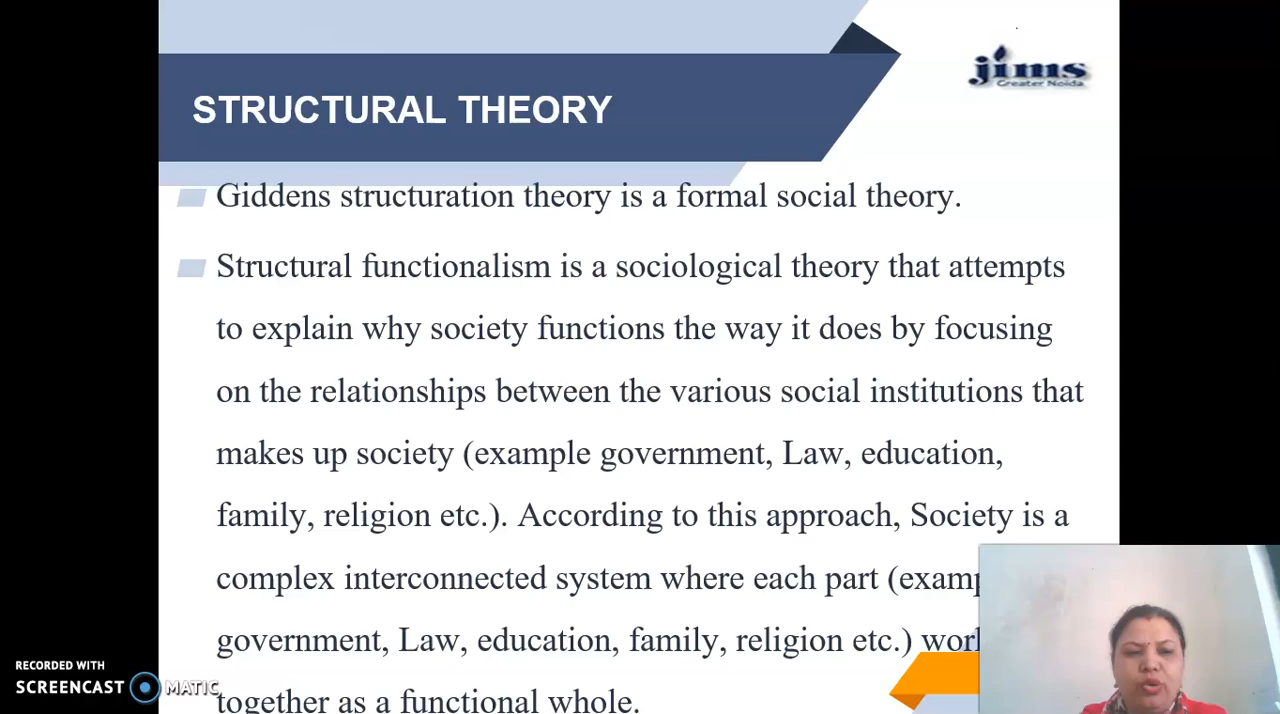 jims
Greater Noida
STRUCTURAL THEORY
Giddens structuration theory is a formal social theory.
Structural functionalism is a sociological theory that attempts
to explain why society functions the way it does by focusing
on the relationships between the various social institutions that
makes up society (example government, Law, education,
family, religion etc.). According to this approach, Society is a
complex interconnected system where each part (examp
government, Law, education, family, religion etc.) work
together as a functional whole.
RECORDED WITH
SCREENCAST MATIC